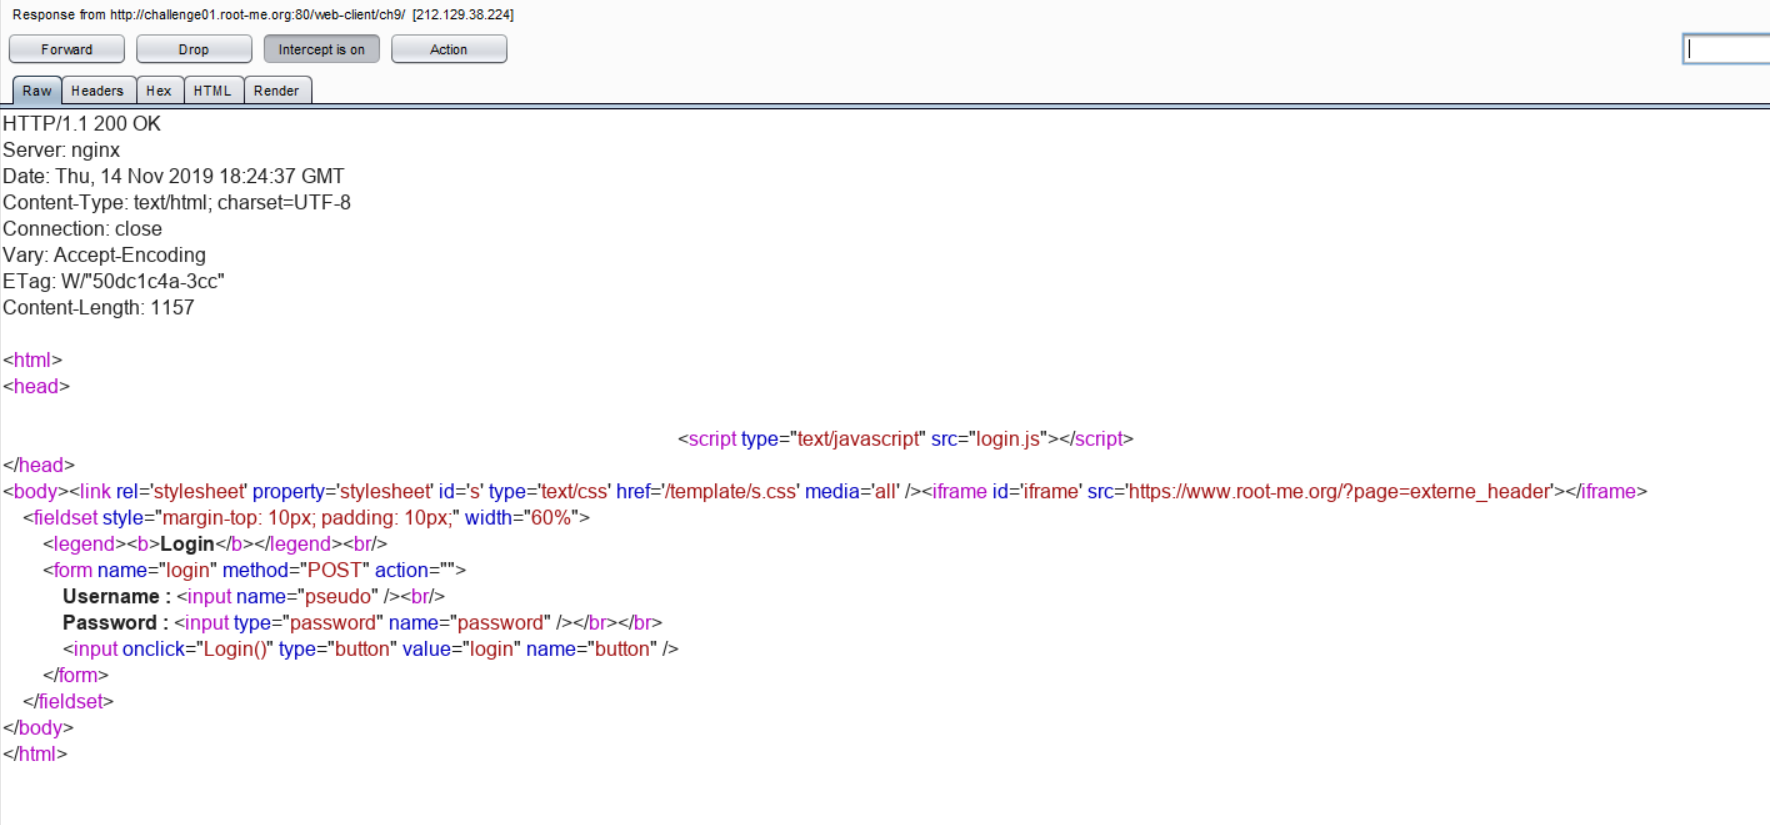 Response from http://challenge01.root-me.org:80/web-client/ch9/ [212.129.38.224]
Forward Drop Intercept is on Action
Raw Headers Hex HTML Render
HTTP/1.1 200 OK
Server: nginx
Date: Thu, 14 Nov 2019 18:24:37 GMT
Content-Type: text/html; charset=UTF-8
Connection: close
Vary: Accept-Encoding
ETag: W/"50dc1c4a-3cc"
Content-Length: 1157
<html>
<head>
<script type="text/javascript" src="login.js"></script>
</head>
<body><link rel='stylesheet' property='stylesheet' id='s' type='text/css' href='/template/s.css' media='all' /><iframe id='iframe' src='https://www.root-me.org/?page=externe_header'></iframe>
<fieldset style="margin-top: 10px; padding: 10px;" width="60%">
<legend><b>Login</b></legend><br/>
<form name="login" method="POST" action="">
Username : <input name="pseudo" /><br/>
Password : <input type="password" name="password" /></br></br>
<input onclick="Login()" type="button" value="login" name="button" />
</form>
</fieldset>
</body>
</html>